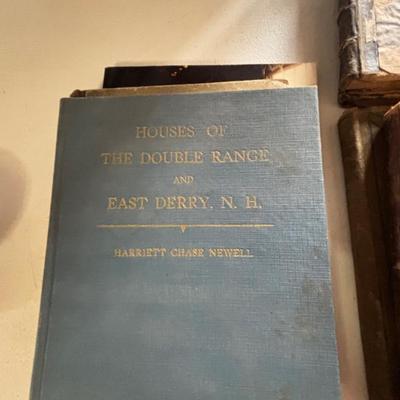 HOUSES OF
THE DOUBLE RANGE
AND
EAST DERRY, N. H.
HARRIETT CHASE NEWELL